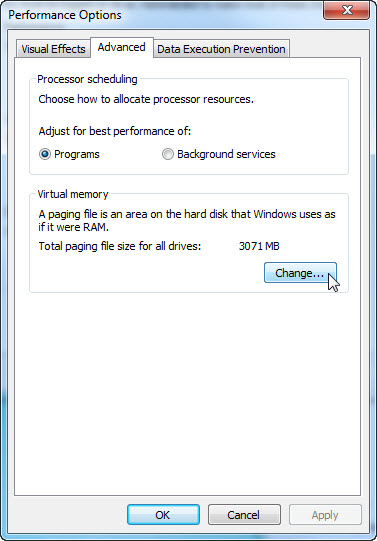 Performance Options
Visual Effects
Advanced
Data Execution Prevention
Processor scheduling
Choose how to allocate processor resources.
Adjust for best performance of:
Programs
Background services
Virtual memory
A paging file is an area on the hard disk that Windows uses as
if it were RAM.
Total paging file size for all drives: 3071 MB
Change...
OK
Cancel
Apply